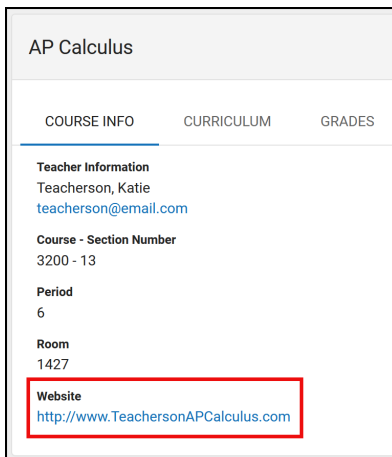 AP Calculus
COURSE INFO CURRICULUM GRADES
Teacher Information
Teacherson, Katie
teacherson@email.com
Course - Section Number
3200 - 13
Period
6
Room
1427
Website
http://www.TeachersonAPCalculus.com